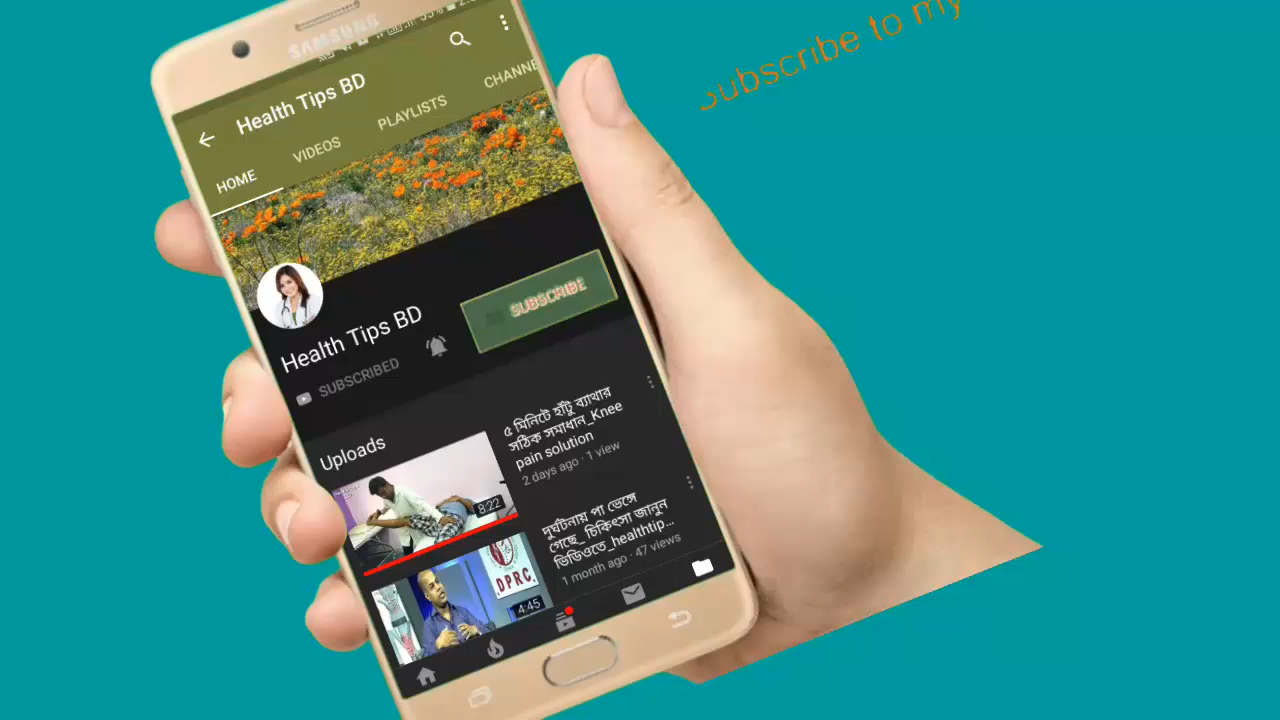 Subscribe to my
SAMSUNG
Health Tips BD
HOME
VIDEOS
PLAYLISTS
CHANNE
Health Tips BD
SUBSCRIBED
SUBSCRIBE
Uploads
৫ মিনিটে হাঁটু ব্যাথার
সঠিক সমাধান_Knee
pain solution
2 days ago · 1 view
8:22
দুর্ঘটনায় পা ভেঙ্গে
গেছে_ চিকিৎসা জানুন
ভিডিওতে_healthtip...
1 month ago · 47 views
DPRC
4:45